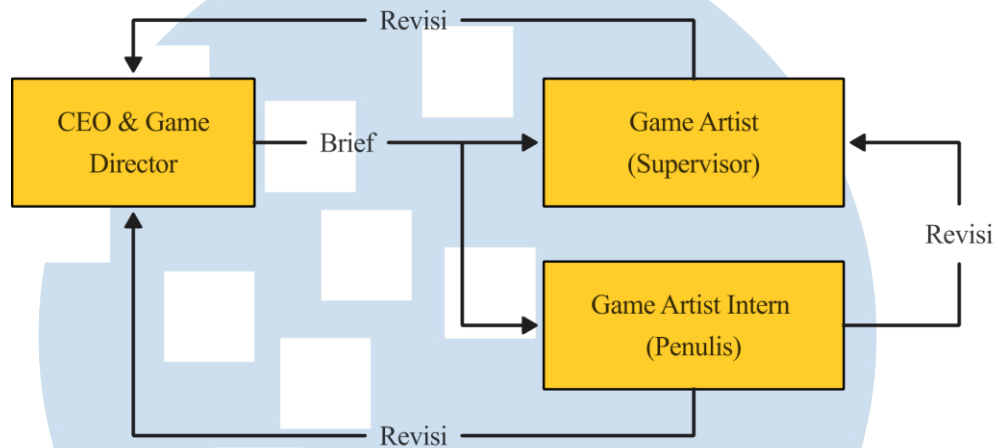 Revisi
CEO & Game
Director
Brief
Game Artist
(Supervisor)
Revisi
Game Artist Intern
(Penulis)
Revisi